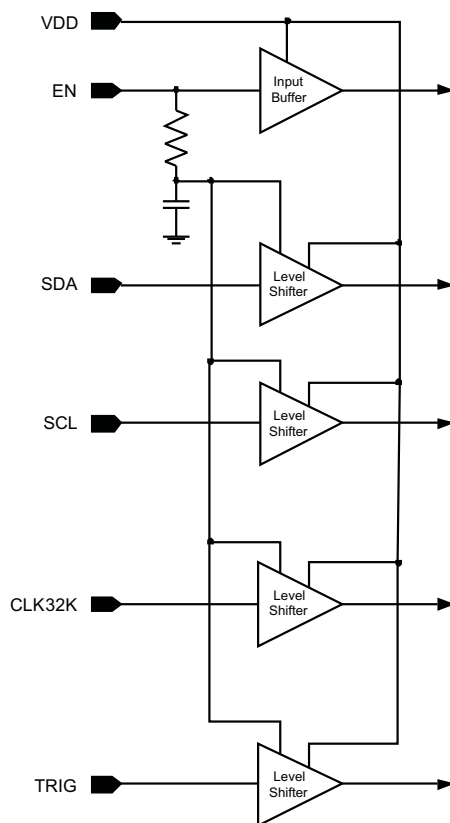 VDD
EN
Input
Buffer
SDA
Level
Shifter
SCL
Level
Shifter
CLK32K
Level
Shifter
TRIG
Level
Shifter